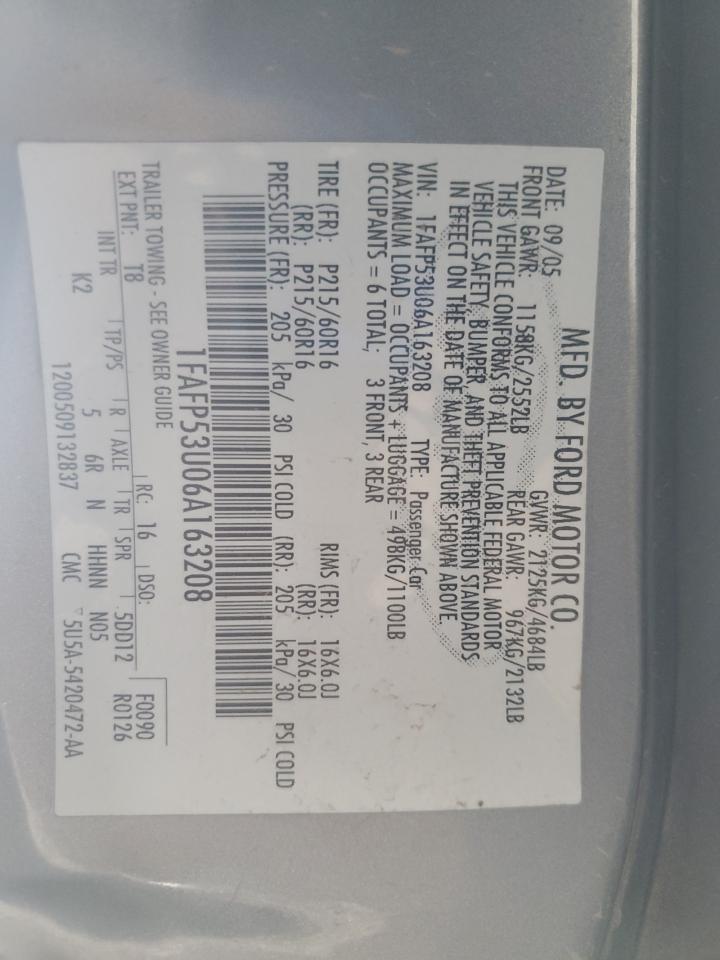 MFD. BY FORD MOTOR CO.
DATE: 09/05 GVWR: 2125KG/4684LB
FRONT GAWR: 1158KG/2552LB REAR GAWR: 967KG/2132LB
THIS VEHICLE CONFORMS TO ALL APPLICABLE FEDERAL MOTOR
VEHICLE SAFETY, BUMPER, AND THEFT PREVENTION STANDARDS
IN EFFECT ON THE DATE OF MANUFACTURE SHOWN ABOVE.
VIN: 1FAFP53U06A163208 TYPE: Passenger Car
MAXIMUM LOAD = OCCUPANTS + LUGGAGE = 498KG/1100LB
OCCUPANTS = 6 TOTAL; 3 FRONT, 3 REAR
TIRE (FR): P215/60R16 RIMS (FR): 16X6.0J
(RR): P215/60R16 (RR): 16X6.0J
PRESSURE (FR): 205 kPa/ 30 PSI COLD (RR): 205 kPa/ 30 PSI COLD
1FAFP53U06A163208
TRAILER TOWING - SEE OWNER GUIDE
EXT PNT: T8 RC: 16 DSO: F0090
R0126
INT TR TP/PS R AXLE TR SPR 5DD12
K2 5 6R N HHNN N05
1200509132837 CMC ▽5U5A-5420472-AA